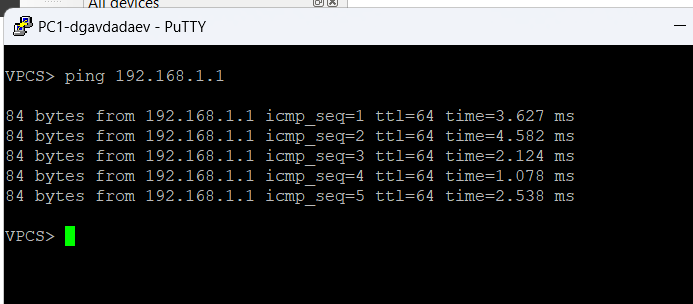 All devices
PC1-dgavdadaev - PuTTY
VPCS> ping 192.168.1.1
84 bytes from 192.168.1.1 icmp_seq=1 ttl=64 time=3.627 ms
84 bytes from 192.168.1.1 icmp_seq=2 ttl=64 time=4.582 ms
84 bytes from 192.168.1.1 icmp_seq=3 ttl=64 time=2.124 ms
84 bytes from 192.168.1.1 icmp_seq=4 ttl=64 time=1.078 ms
84 bytes from 192.168.1.1 icmp_seq=5 ttl=64 time=2.538 ms
VPCS>